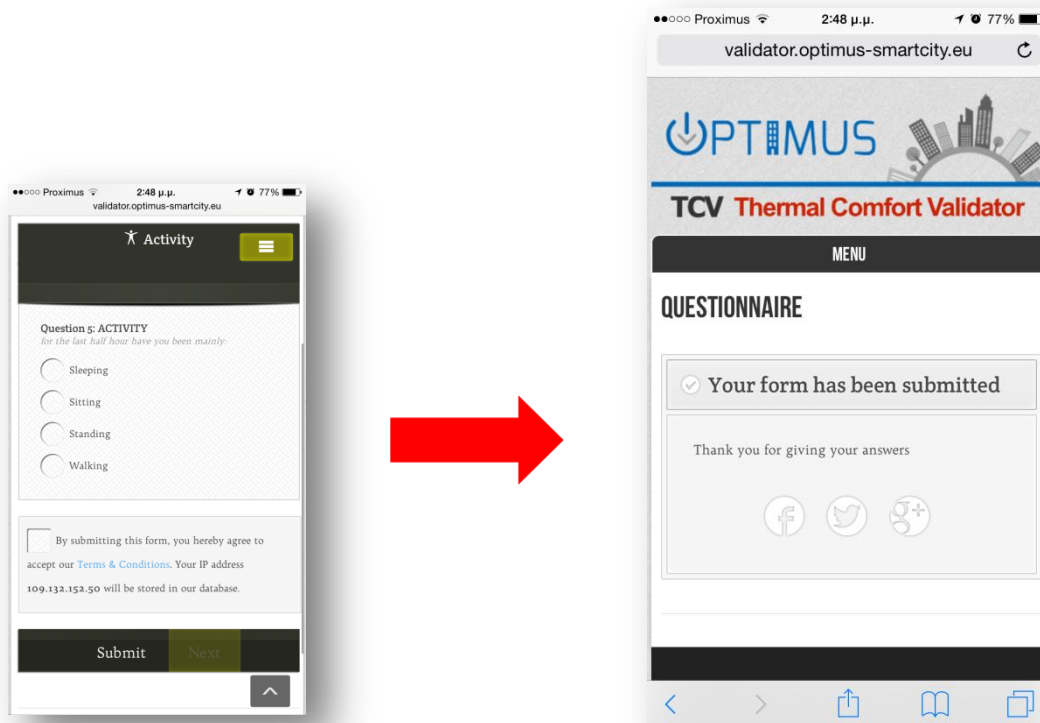 Proximus 2:48 μ.μ. 77%
validator.optimus-smartcity.eu
Activity
Question 5: ACTIVITY
for the last half hour have you been mainly:
Sleeping
Sitting
Standing
Walking
By submitting this form, you hereby agree to
accept our Terms & Conditions. Your IP address
109.132.152.50 will be stored in our database.
Submit Next
Proximus 2:48 μ.μ. 77%
validator.optimus-smartcity.eu
OPTIMUS
TCV Thermal Comfort Validator
MENU
QUESTIONNAIRE
Your form has been submitted
Thank you for giving your answers
f g+